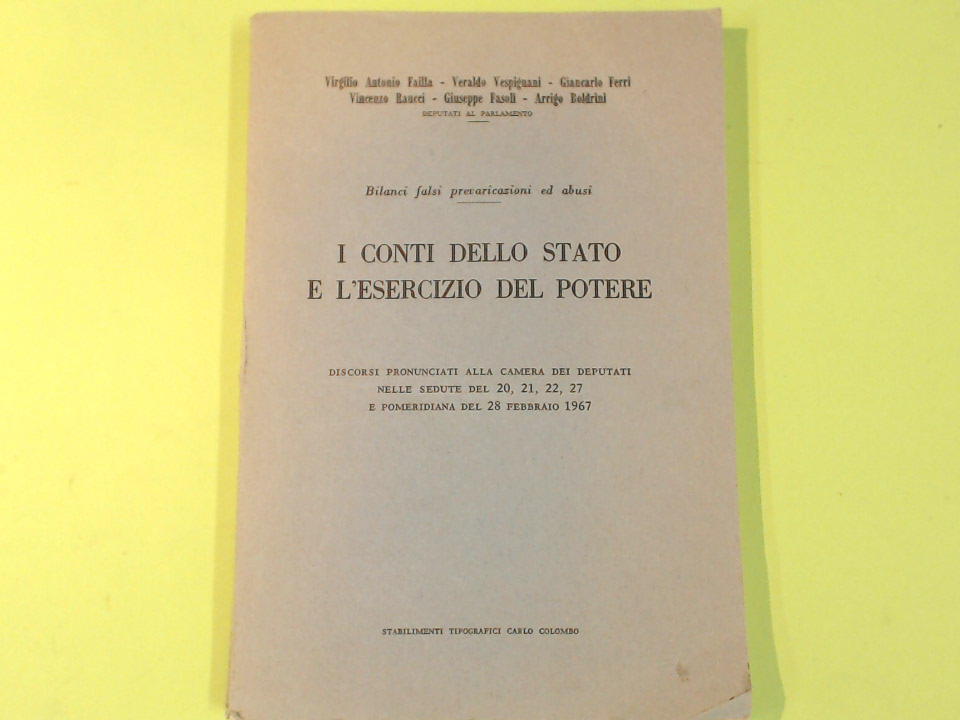 Virgilio Antonio Failla - Veraldo Vespignani - Giancarlo Ferri
Vincenzo Raucci - Giuseppe Fasoli - Arrigo Boldrini
DEPUTATI AL PARLAMENTO
Bilanci falsi prevaricazioni ed abusi
I CONTI DELLO STATO
E L'ESERCIZIO DEL POTERE
DISCORSI PRONUNCIATI ALLA CAMERA DEI DEPUTATI
NELLE SEDUTE DEL 20, 21, 22, 27
E POMERIDIANA DEL 28 FEBBRAIO 1967
STABILIMENTI TIPOGRAFICI CARLO COLOMBO